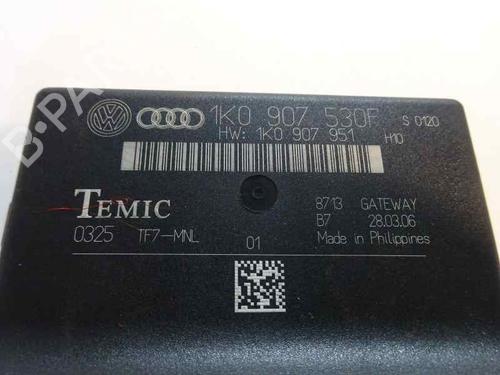 1K0 907 530F S 0120
HW: 1K0 907 951 H10
TEMIC
8713 GATEWAY
B7 28.03.06
0325 TF7-MNL 01 Made in Philippines
B-PARTS